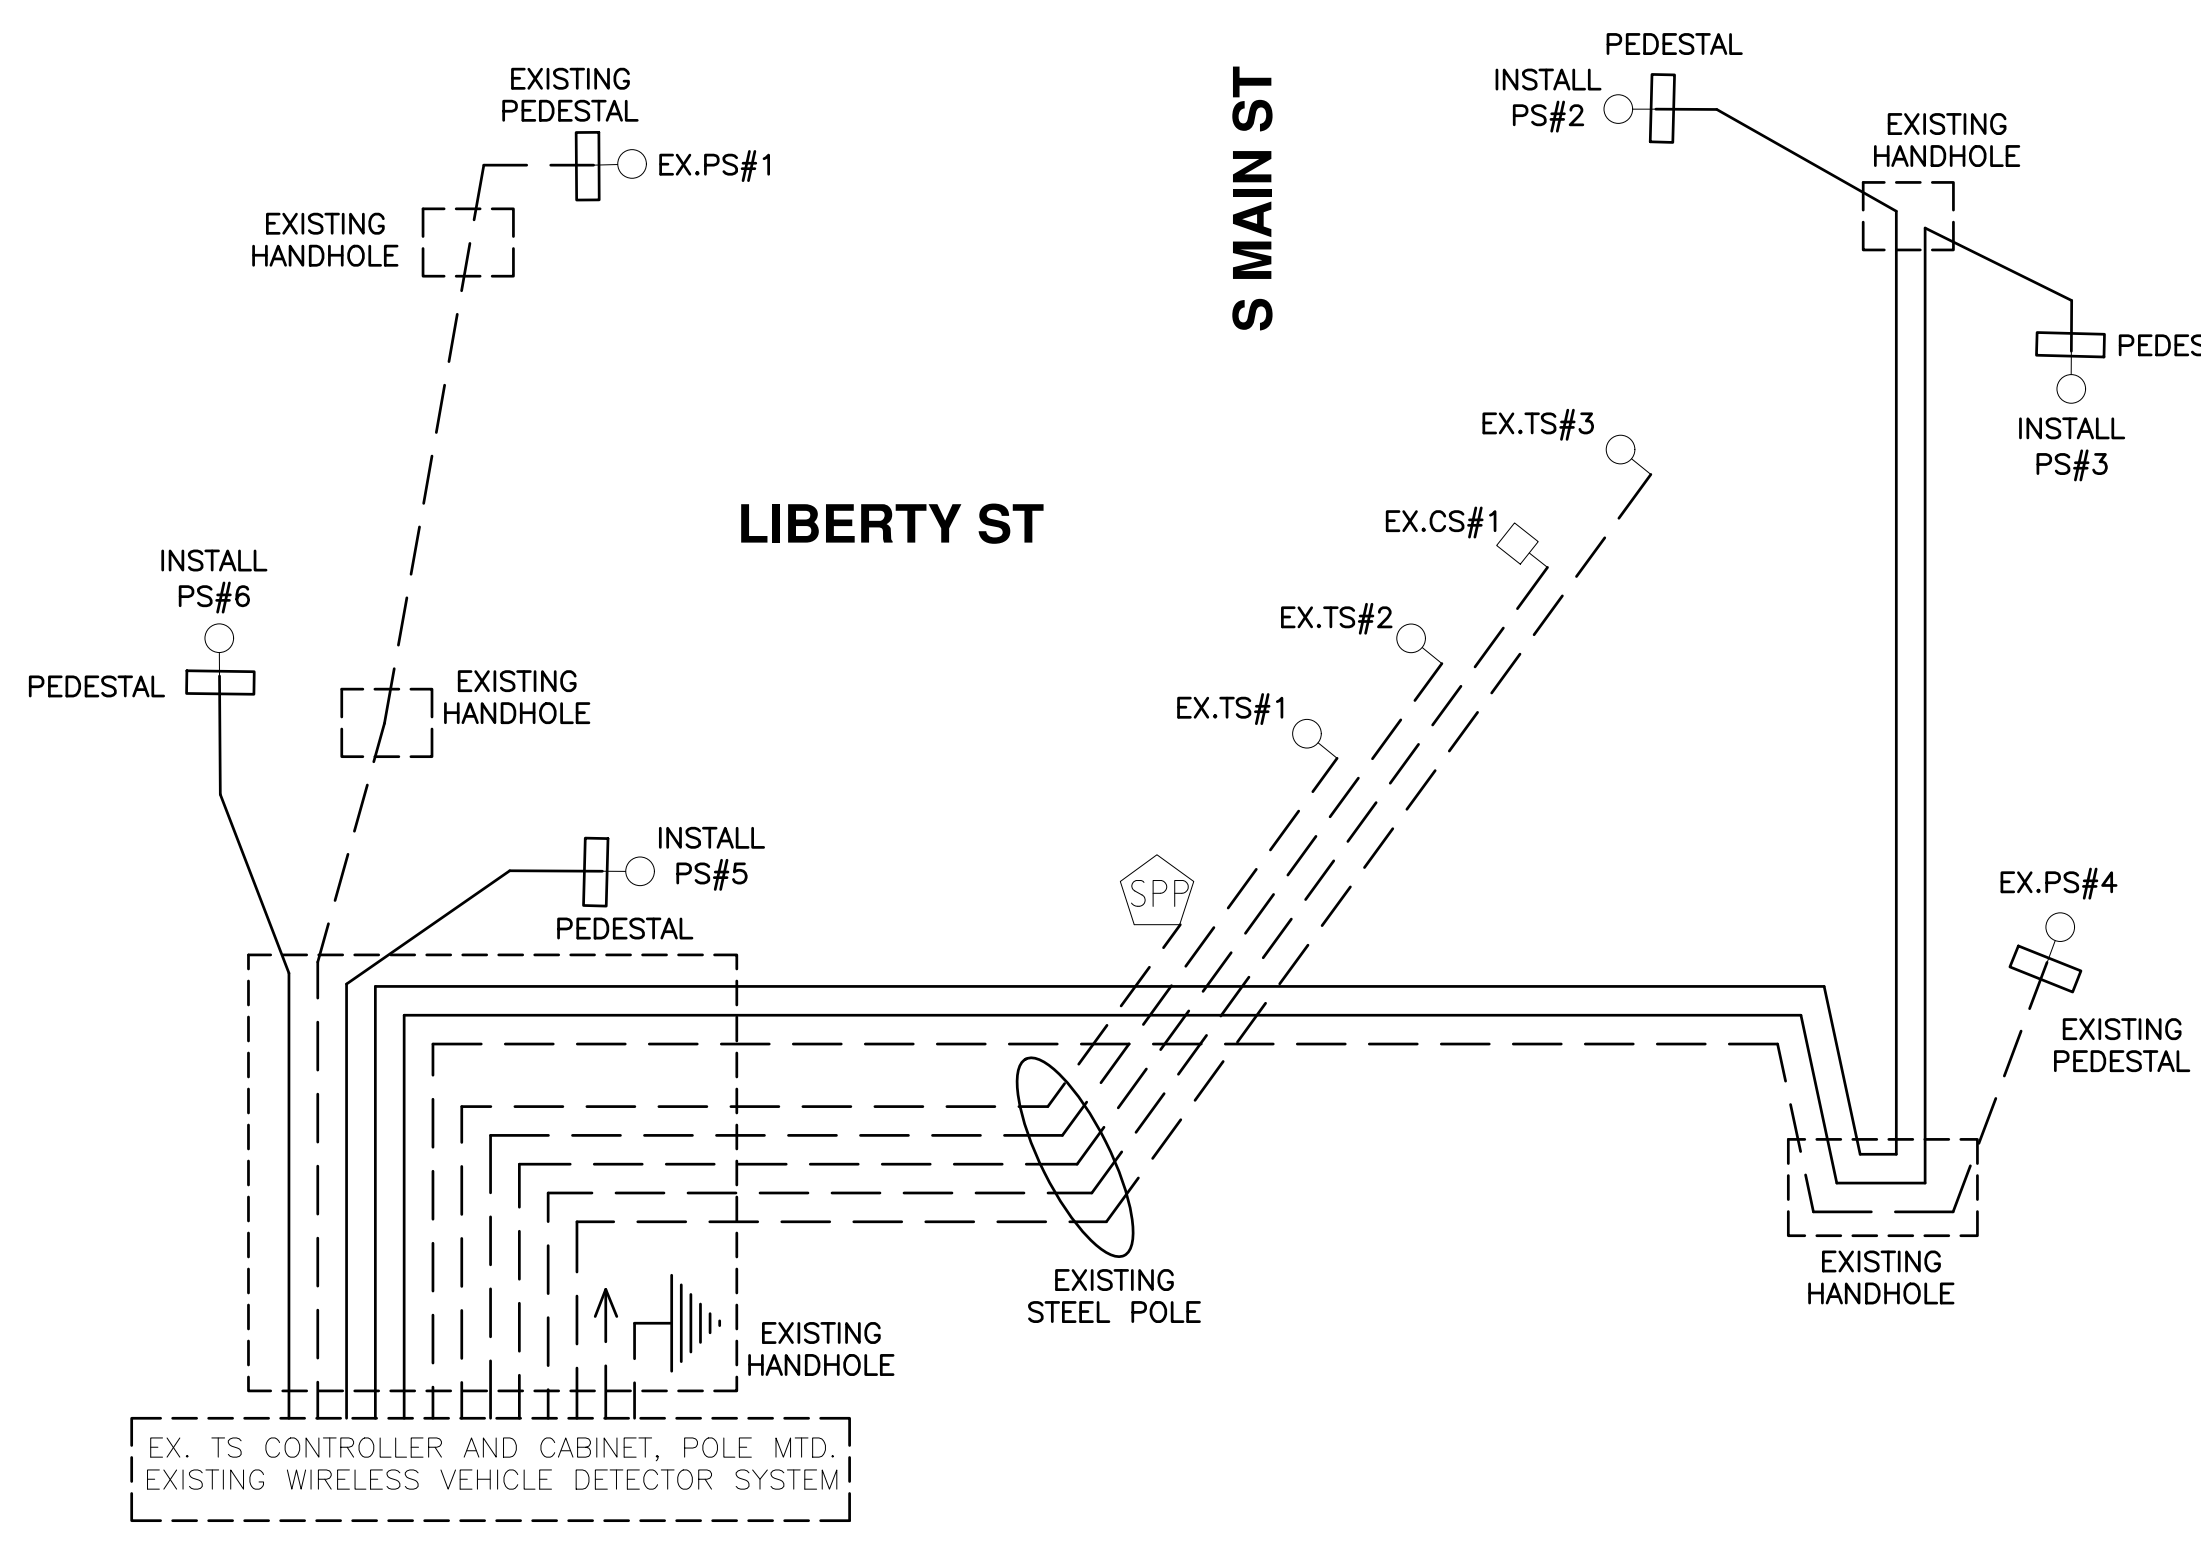 PEDESTAL
INSTALL
PS#2
EXISTING
PEDESTAL
EX.PS#1
S MAIN ST
EXISTING
HANDHOLE
EXISTING
HANDHOLE
PEDES
INSTALL
PS#3
EX.TS#3
LIBERTY ST
EX.CS#1
INSTALL
PS#6
EX.TS#2
PEDESTAL
EXISTING
HANDHOLE
EX.TS#1
INSTALL
PS#5
PEDESTAL
SPP
EX.PS#4
EXISTING
PEDESTAL
EXISTING
STEEL POLE
EXISTING
HANDHOLE
EXISTING
HANDHOLE
EX. TS CONTROLLER AND CABINET, POLE MTD.
EXISTING WIRELESS VEHICLE DETECTOR SYSTEM